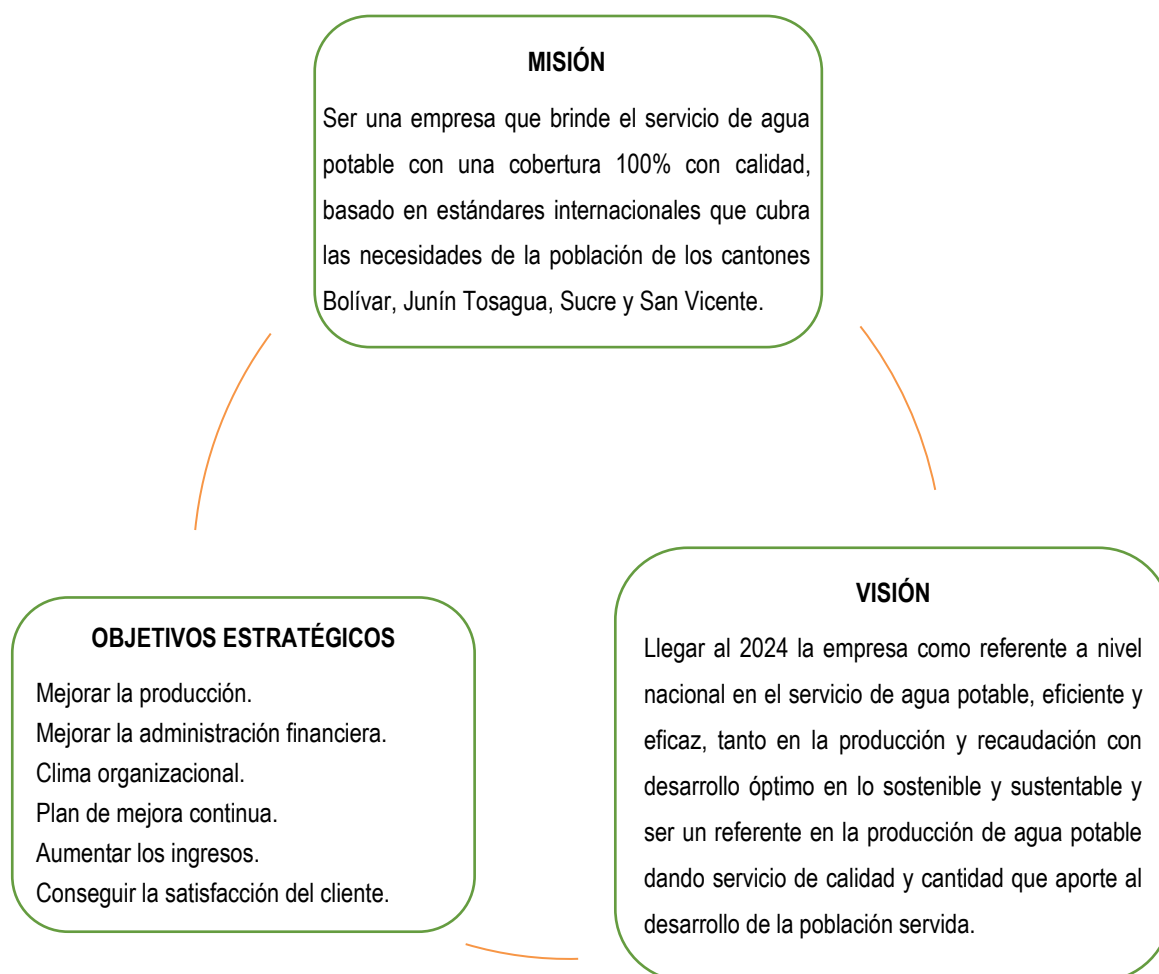 MISIÓN
Ser una empresa que brinde el servicio de agua
potable con una cobertura 100% con calidad,
basado en estándares internacionales que cubra
las necesidades de la población de los cantones
Bolívar, Junín Tosagua, Sucre y San Vicente.
VISIÓN
Llegar al 2024 la empresa como referente a nivel
nacional en el servicio de agua potable, eficiente y
eficaz, tanto en la producción y recaudación con
desarrollo óptimo en lo sostenible y sustentable y
ser un referente en la producción de agua potable
dando servicio de calidad y cantidad que aporte al
desarrollo de la población servida.
OBJETIVOS ESTRATÉGICOS
Mejorar la producción.
Mejorar la administración financiera.
Clima organizacional.
Plan de mejora continua.
Aumentar los ingresos.
Conseguir la satisfacción del cliente.